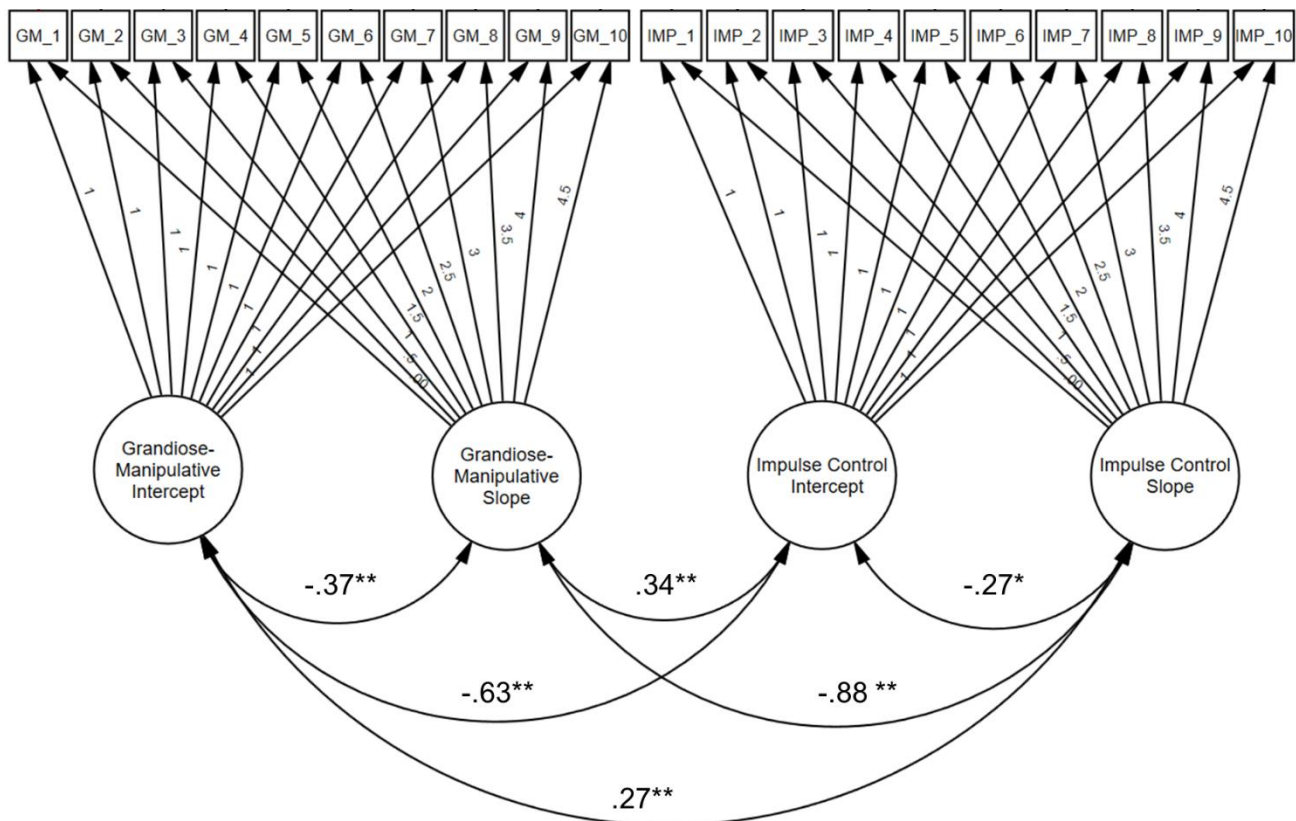 GM_1 GM_2 GM_3 GM_4 GM_5 GM_6 GM_7 GM_8 GM_9 GM_10 IMP_1 IMP_2 IMP_3 IMP_4 IMP_5 IMP_6 IMP_7 IMP_8 IMP_9 IMP_10
1 1 1 1 1 1 1 1 1 1
.00 .5 1 1.5 2 2.5 3 3.5 4 4.5
1 1 1 1 1 1 1 1 1 1
.00 .5 1 1.5 2 2.5 3 3.5 4 4.5
Grandiose-
Manipulative
Intercept
Grandiose-
Manipulative
Slope
Impulse Control
Intercept
Impulse Control
Slope
-.37**
.34**
-.27*
-.63**
-.88 **
.27**